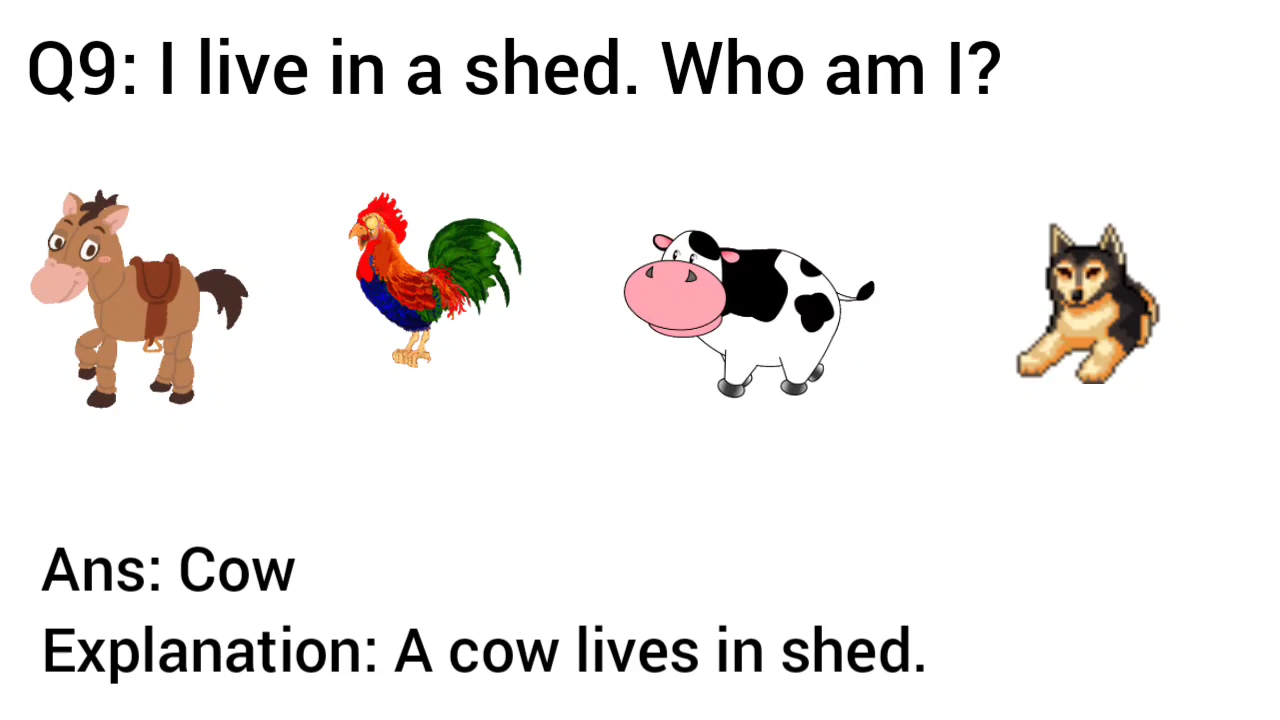 Q9: I live in a shed. Who am I?
Ans: Cow
Explanation: A cow lives in shed.